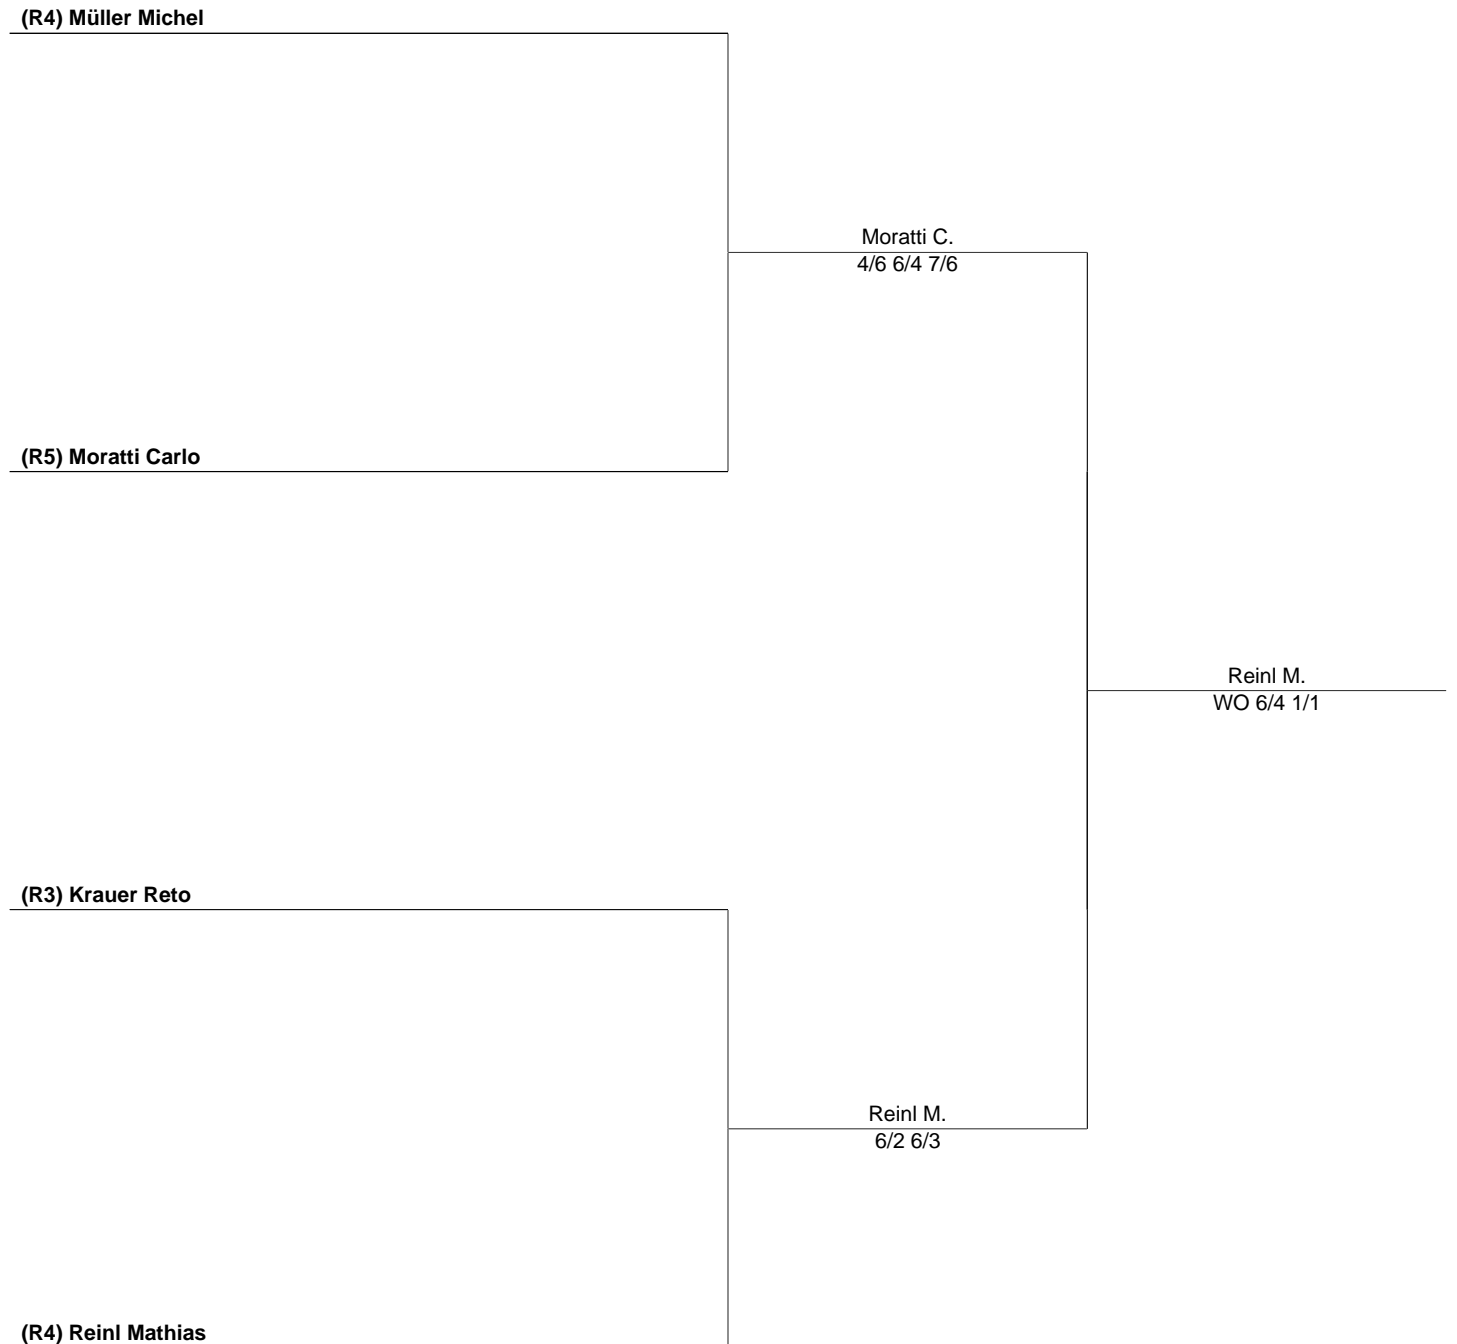 (R4) Müller Michel
Moratti C.
4/6 6/4 7/6
(R5) Moratti Carlo
Reinl M.
WO 6/4 1/1
(R3) Krauer Reto
Reinl M.
6/2 6/3
(R4) Reinl Mathias